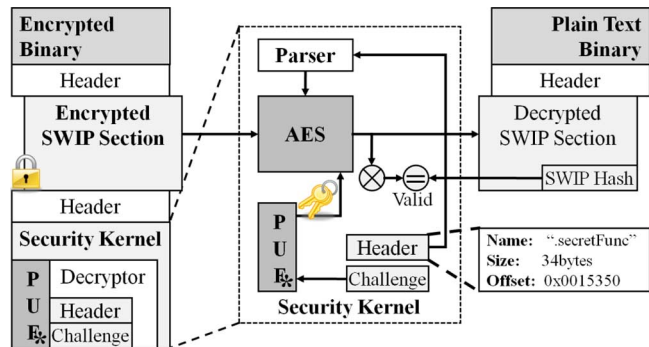 Encrypted
Binary
Header
Encrypted
SWIP Section
Header
Security Kernel
P
U
F
*
Decryptor
Header
Challenge
Parser
AES
Valid
P
U
F
*
Header
Challenge
Security Kernel
Plain Text
Binary
Header
Decrypted
SWIP Section
SWIP Hash
Name: “.secretFunc”
Size: 34bytes
Offset: 0x0015350